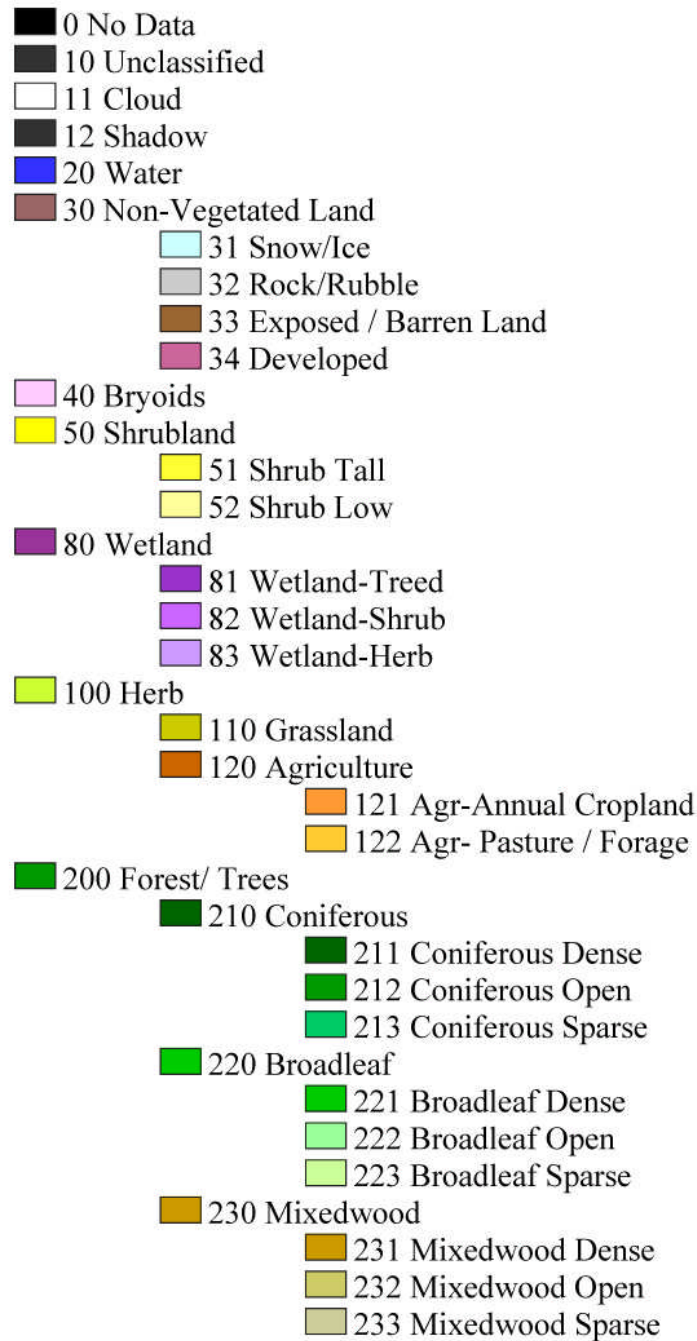 0 No Data
10 Unclassified
11 Cloud
12 Shadow
20 Water
30 Non-Vegetated Land
31 Snow/Ice
32 Rock/Rubble
33 Exposed / Barren Land
34 Developed
40 Bryoids
50 Shrubland
51 Shrub Tall
52 Shrub Low
80 Wetland
81 Wetland-Treed
82 Wetland-Shrub
83 Wetland-Herb
100 Herb
110 Grassland
120 Agriculture
121 Agr-Annual Cropland
122 Agr- Pasture / Forage
200 Forest/ Trees
210 Coniferous
211 Coniferous Dense
212 Coniferous Open
213 Coniferous Sparse
220 Broadleaf
221 Broadleaf Dense
222 Broadleaf Open
223 Broadleaf Sparse
230 Mixedwood
231 Mixedwood Dense
232 Mixedwood Open
233 Mixedwood Sparse